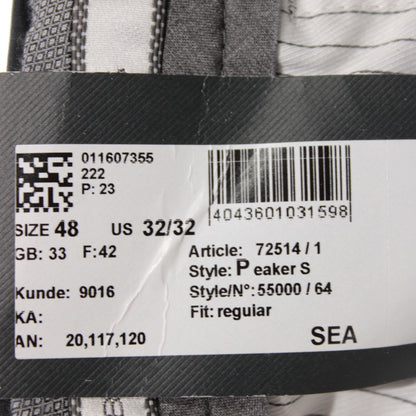 011607355
222
P: 23
4043601031598
SIZE 48 US 32/32
GB: 33 F:42
Article: 72514 / 1
Style: P eaker S
Kunde: 9016
Style/N°: 55000 / 64
KA:
Fit: regular
AN: 20,117,120
SEA